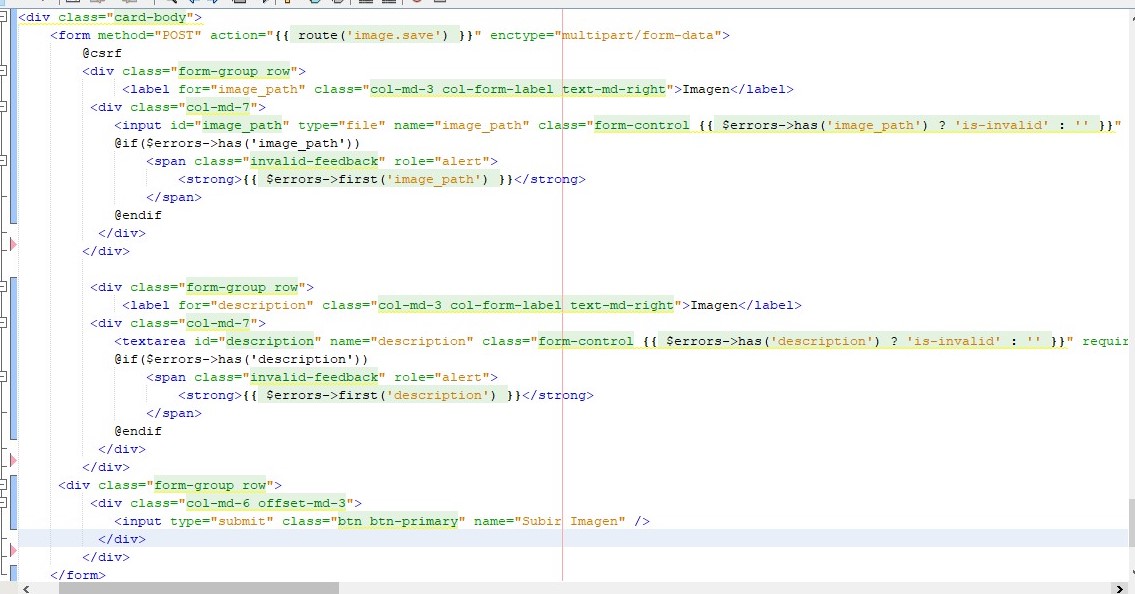 <div class="card-body">
<form method="POST" action="{{ route('image.save') }}" enctype="multipart/form-data">
@csrf
<div class="form-group row">
<label for="image_path" class="col-md-3 col-form-label text-md-right">Imagen</label>
<div class="col-md-7">
<input id="image_path" type="file" name="image_path" class="form-control {{ $errors->has('image_path') ? 'is-invalid' : '' }}"
@if($errors->has('image_path'))
<span class="invalid-feedback" role="alert">
<strong>{{ $errors->first('image_path') }}</strong>
</span>
@endif
</div>
</div>
<div class="form-group row">
<label for="description" class="col-md-3 col-form-label text-md-right">Imagen</label>
<div class="col-md-7">
<textarea id="description" name="description" class="form-control {{ $errors->has('description') ? 'is-invalid' : '' }}" requir
@if($errors->has('description'))
<span class="invalid-feedback" role="alert">
<strong>{{ $errors->first('description') }}</strong>
</span>
@endif
</div>
</div>
<div class="form-group row">
<div class="col-md-6 offset-md-3">
<input type="submit" class="btn btn-primary" name="Subir Imagen" />
</div>
</div>
</form>